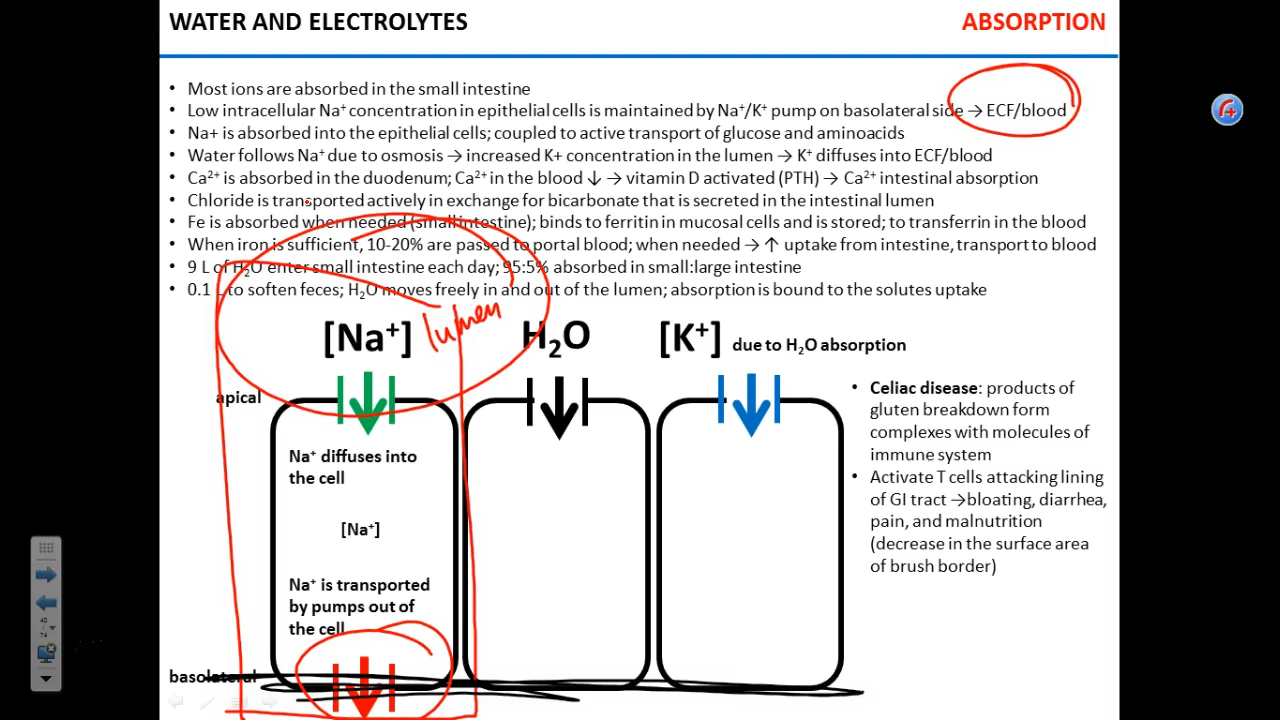 WATER AND ELECTROLYTES
ABSORPTION
• Most ions are absorbed in the small intestine
• Low intracellular Na⁺ concentration in epithelial cells is maintained by Na⁺/K⁺ pump on basolateral side → ECF/blood
• Na+ is absorbed into the epithelial cells; coupled to active transport of glucose and aminoacids
• Water follows Na⁺ due to osmosis → increased K+ concentration in the lumen → K⁺ diffuses into ECF/blood
• Ca²⁺ is absorbed in the duodenum; Ca²⁺ in the blood ↓ → vitamin D activated (PTH) → Ca²⁺ intestinal absorption
• Chloride is transported actively in exchange for bicarbonate that is secreted in the intestinal lumen
• Fe is absorbed when needed (small intestine); binds to ferritin in mucosal cells and is stored; to transferrin in the blood
• When iron is sufficient, 10-20% are passed to portal blood; when needed → ↑ uptake from intestine, transport to blood
• 9 L of H₂O enter small intestine each day; 95:5% absorbed in small:large intestine
• 0.1 L to soften feces; H₂O moves freely in and out of the lumen; absorption is bound to the solutes uptake
[Na⁺]
lumen
H₂O
[K⁺] due to H₂O absorption
apical
Na⁺ diffuses into
the cell
[Na⁺]
Na⁺ is transported
by pumps out of
the cell
basolateral
• Celiac disease: products of
gluten breakdown form
complexes with molecules of
immune system
• Activate T cells attacking lining
of GI tract →bloating, diarrhea,
pain, and malnutrition
(decrease in the surface area
of brush border)